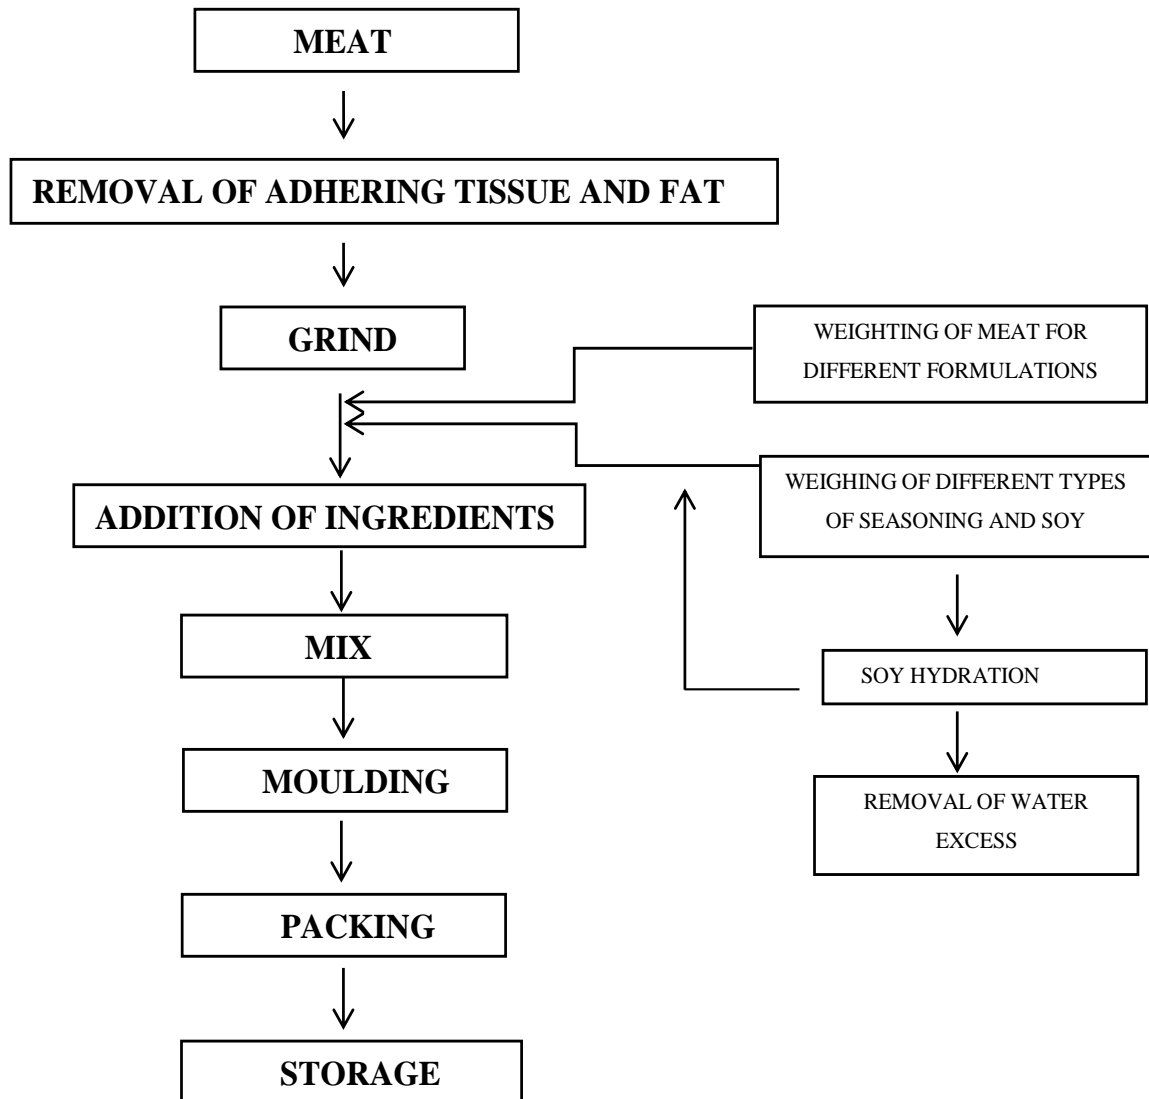 MEAT
REMOVAL OF ADHERING TISSUE AND FAT
GRIND
WEIGHTING OF MEAT FOR
DIFFERENT FORMULATIONS
WEIGHING OF DIFFERENT TYPES
OF SEASONING AND SOY
ADDITION OF INGREDIENTS
MIX
SOY HYDRATION
MOULDING
REMOVAL OF WATER
EXCESS
PACKING
STORAGE